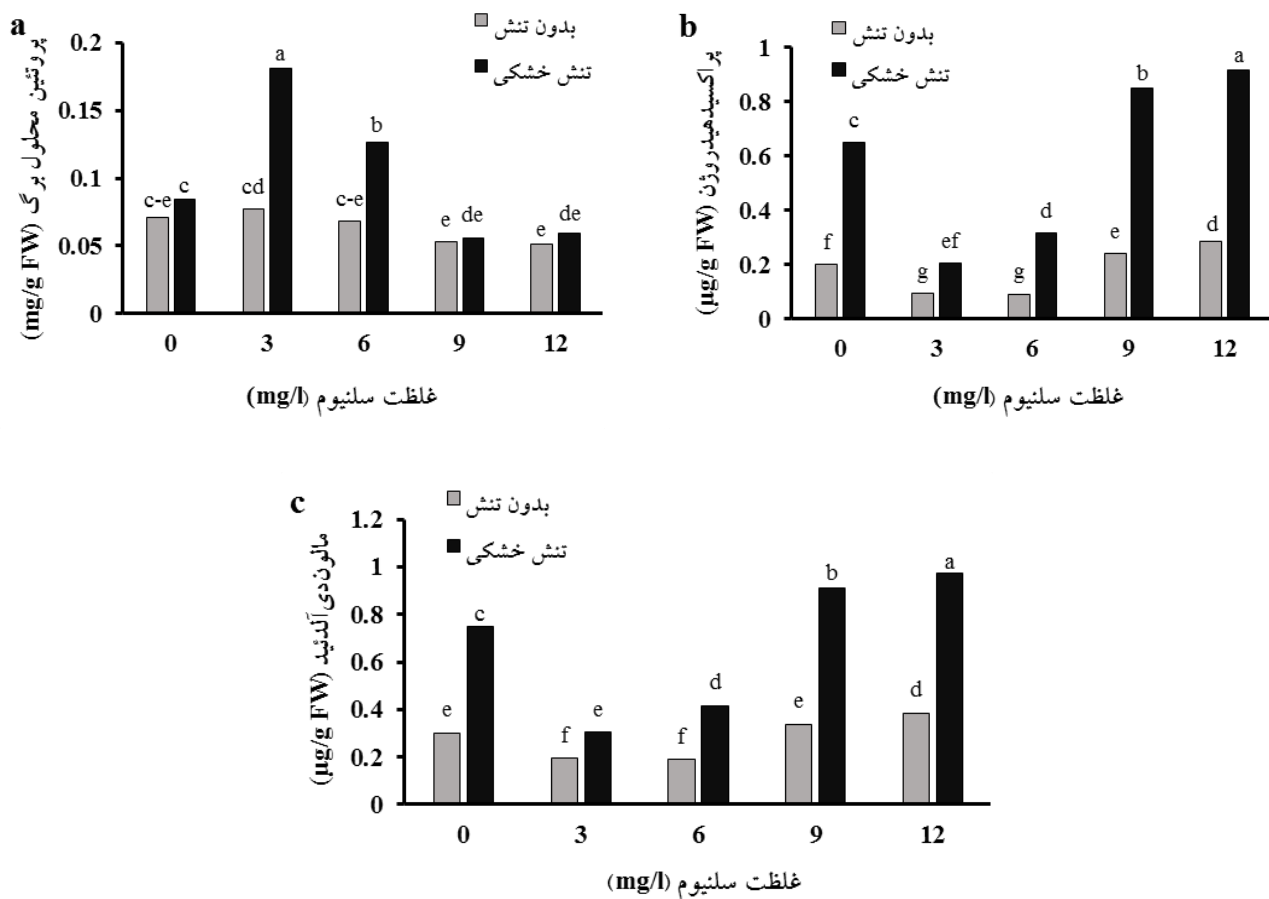 a
بدون تنش
تنش خشکی
پروتئین محلول برگ (mg/g FW)
0.2
0.15
0.1
0.05
0
c-e c cd a c-e b e de e de
0 3 6 9 12
غلظت سلنیوم (mg/l)
b
بدون تنش
تنش خشکی
پراکسیدهیدروژن (µg/g FW)
1
0.8
0.6
0.4
0.2
0
f c g ef g d e b d a
0 3 6 9 12
غلظت سلنیوم (mg/l)
c
بدون تنش
تنش خشکی
مالون‌دی‌آلدئید (µg/g FW)
1.2
1
0.8
0.6
0.4
0.2
0
e c f e f d e b d a
0 3 6 9 12
غلظت سلنیوم (mg/l)